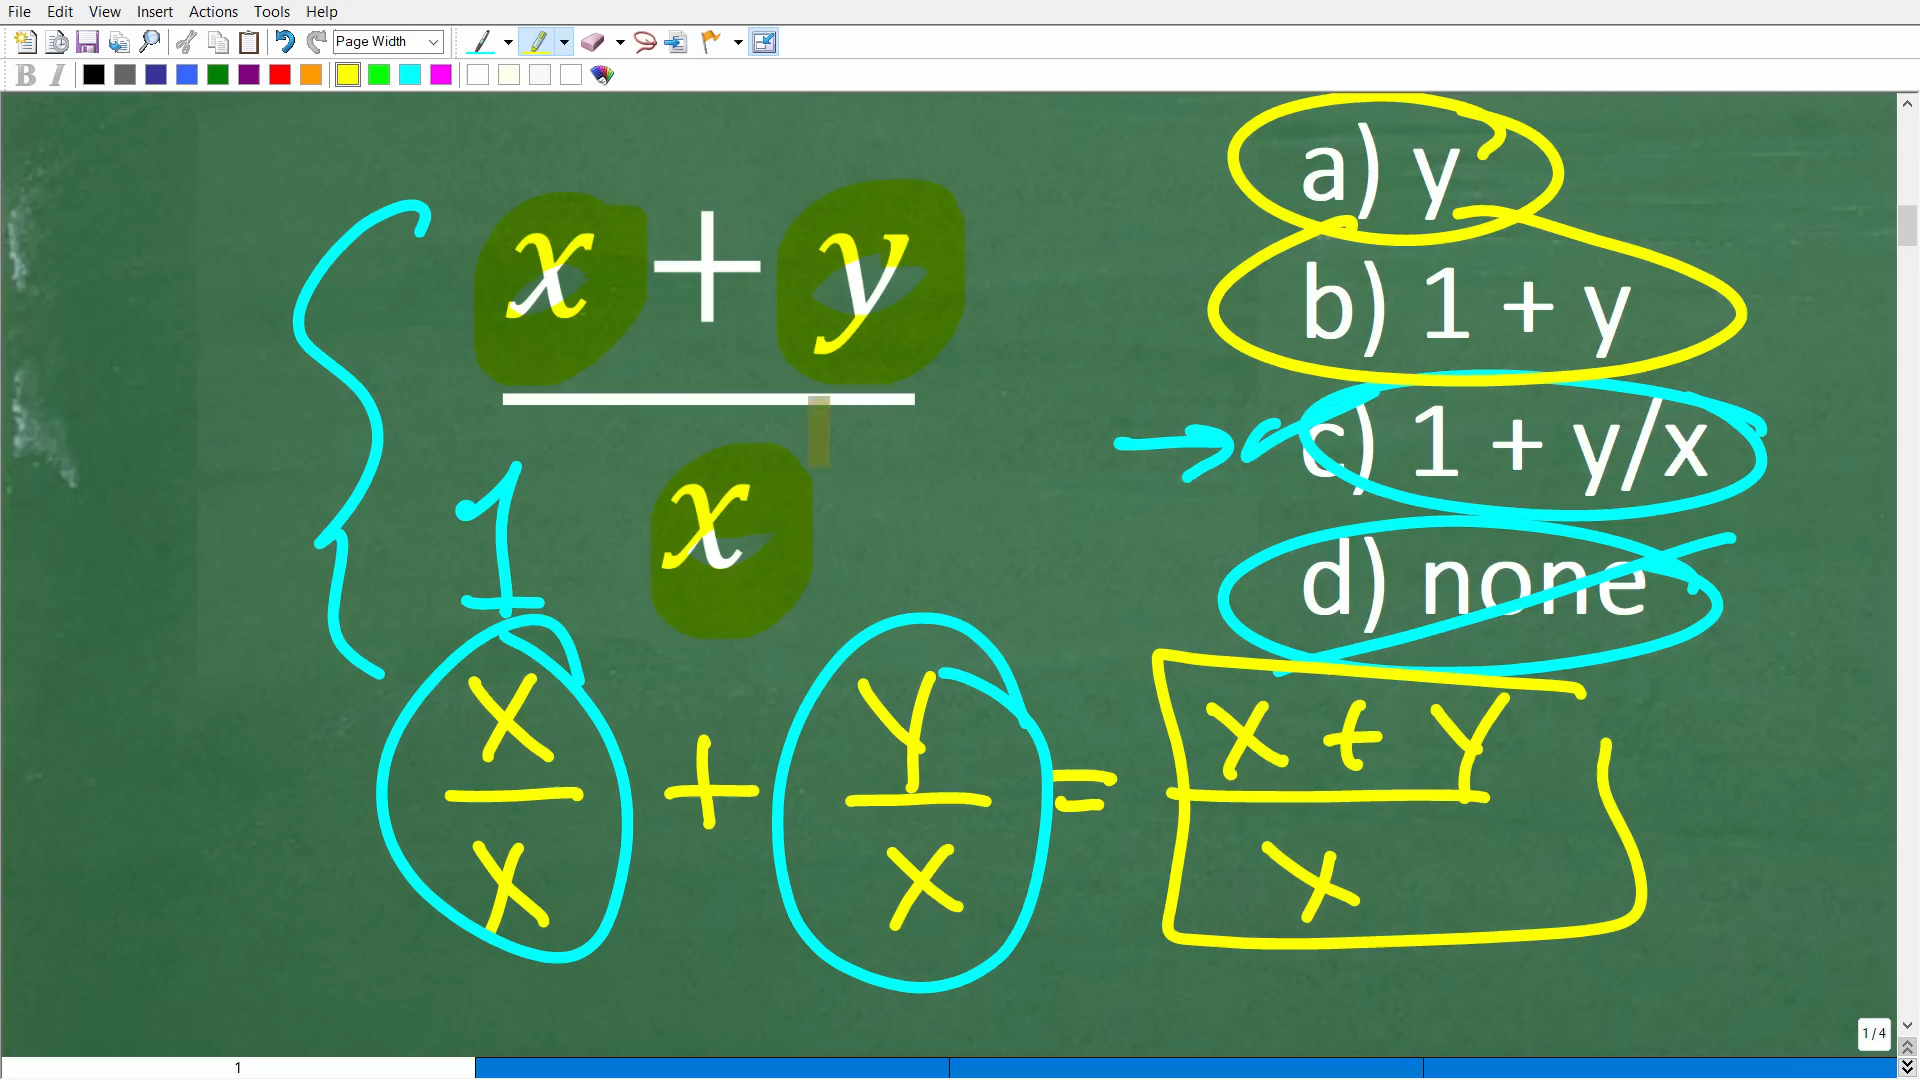 File Edit View Insert Actions Tools Help
Page Width
B I
x + y
x
a) y
b) 1 + y
c) 1 + y/x
d) none
1
x/x + y/x = x + y/x
1/4
1